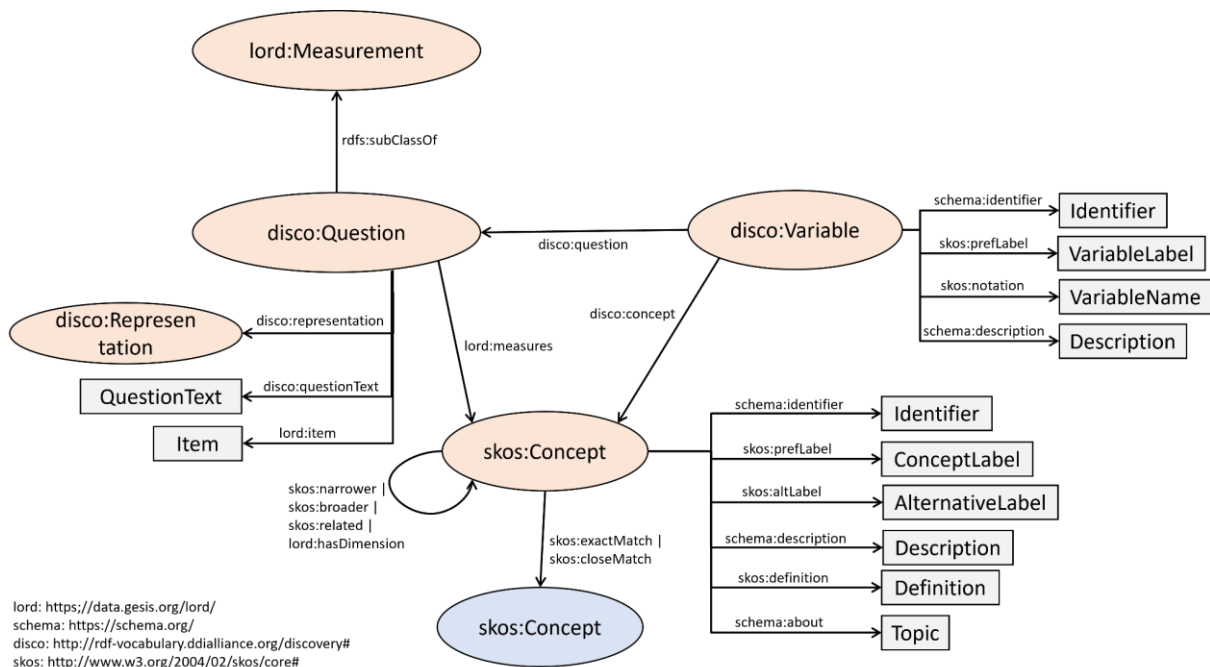 lord:Measurement
rdfs:subClassOf
disco:Question
disco:question
disco:Variable
schema:identifier
Identifier
skos:prefLabel
VariableLabel
skos:notation
VariableName
schema:description
Description
disco:concept
disco:Represen
tation
disco:representation
lord:measures
QuestionText
disco:questionText
Item
lord:item
skos:Concept
skos:narrower |
skos:broader |
skos:related |
lord:hasDimension
skos:exactMatch |
skos:closeMatch
skos:Concept
schema:identifier
Identifier
skos:prefLabel
ConceptLabel
skos:altLabel
AlternativeLabel
schema:description
Description
skos:definition
Definition
schema:about
Topic
lord: https;//data.gesis.org/lord/
schema: https://schema.org/
disco: http://rdf-vocabulary.ddialliance.org/discovery#
skos: http://www.w3.org/2004/02/skos/core#